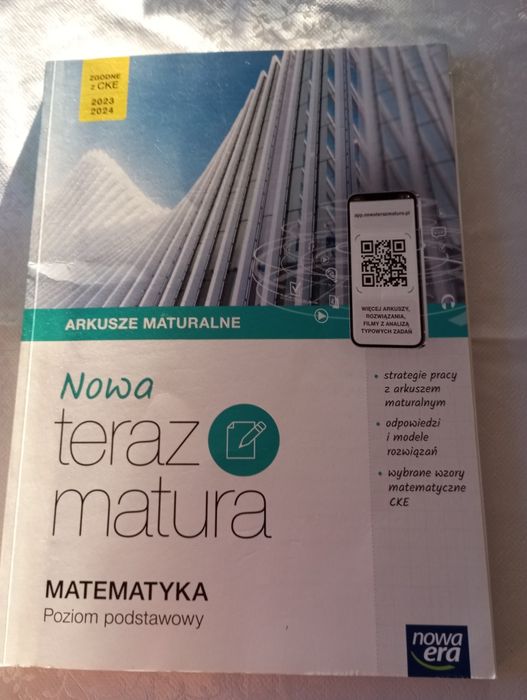 ZGODNE
z CKE
2023
2024
app.nowaterazmatura.pl
WIĘCEJ ARKUSZY,
ROZWIĄZANIA,
FILMY Z ANALIZĄ
TYPOWYCH ZADAŃ
ARKUSZE MATURALNE
Nowa
teraz
matura
• strategie pracy
z arkuszem
maturalnym
• odpowiedzi
i modele
rozwiązań
• wybrane wzory
matematyczne
CKE
MATEMATYKA
Poziom podstawowy
nowa
era